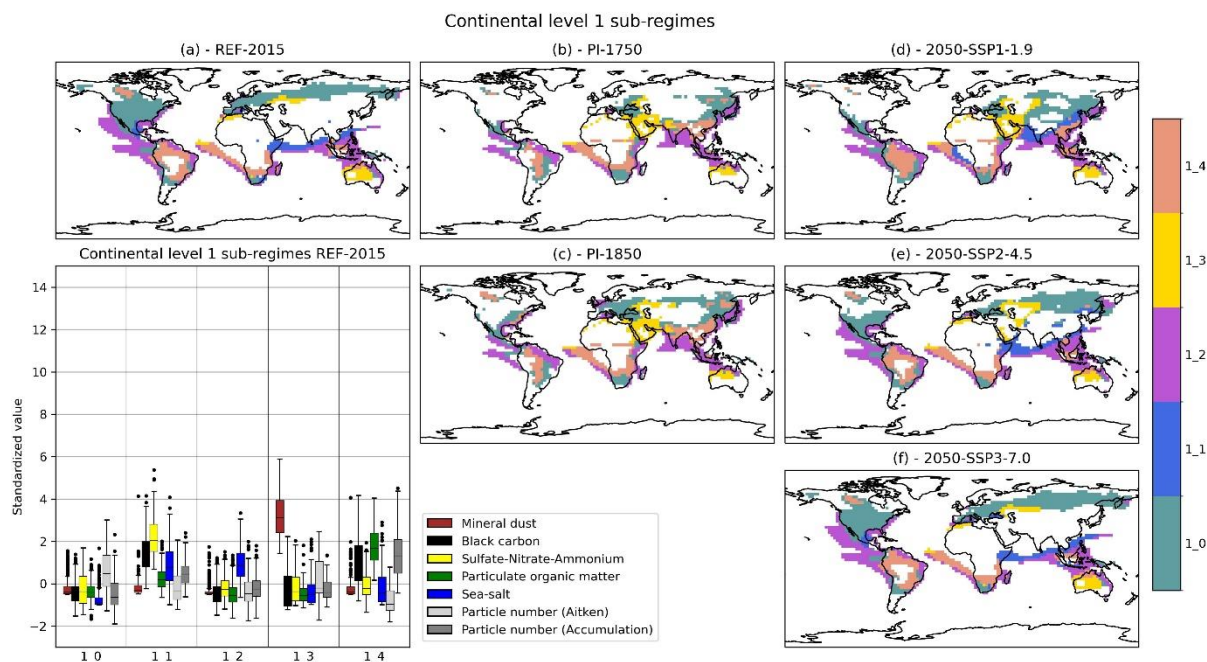 Continental level 1 sub-regimes
(a) - REF-2015
(b) - PI-1750
(d) - 2050-SSP1-1.9
Continental level 1 sub-regimes REF-2015
(c) - PI-1850
(e) - 2050-SSP2-4.5
(f) - 2050-SSP3-7.0
Standardized value
14
12
10
8
6
4
2
0
−2
1 0
1 1
1 2
1 3
1 4
Mineral dust
Black carbon
Sulfate-Nitrate-Ammonium
Particulate organic matter
Sea-salt
Particle number (Aitken)
Particle number (Accumulation)
1_4
1_3
1_2
1_1
1_0